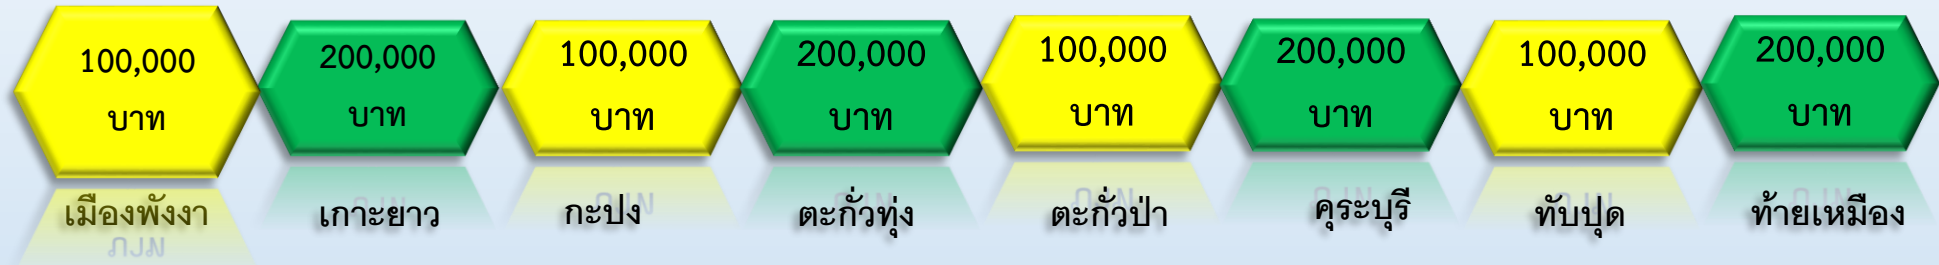 100,000
บาท
200,000
บาท
100,000
บาท
200,000
บาท
100,000
บาท
200,000
บาท
100,000
บาท
200,000
บาท
เมืองพังงา
เกาะยาว
กะปง
ตะกั่วทุ่ง
ตะกั่วป่า
คุระบุรี
ทับปุด
ท้ายเหมือง